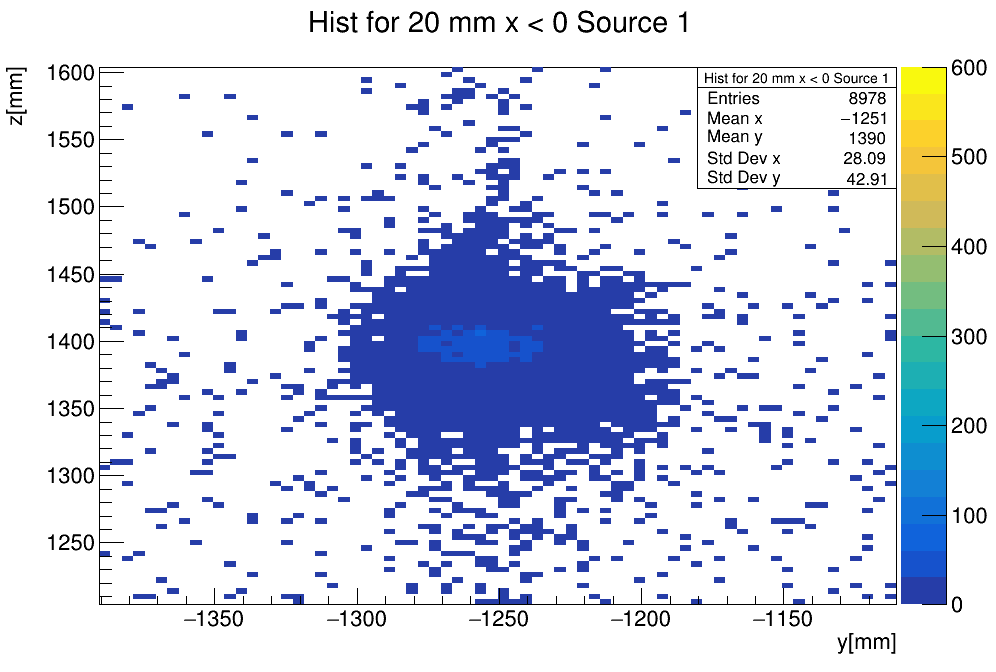 Hist for 20 mm x < 0 Source 1
z[mm]
1600
1550
1500
1450
1400
1350
1300
1250
Hist for 20 mm x < 0 Source 1
Entries 8978
Mean x −1251
Mean y 1390
Std Dev x 28.09
Std Dev y 42.91
600
500
400
300
200
100
0
−1350 −1300 −1250 −1200 −1150
y[mm]